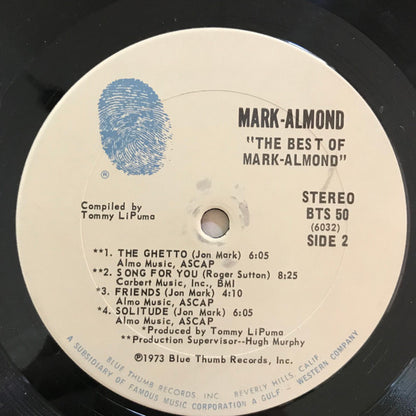 MARK-ALMOND
"THE BEST OF
MARK-ALMOND"
®
Compiled by
Tommy LiPuma
STEREO
BTS 50
(6032)
SIDE 2
**1. THE GHETTO (Jon Mark) 6:05
Almo Music, ASCAP
**2. SONG FOR YOU (Roger Sutton) 8:25
Carbert Music, Inc., BMI
*3. FRIENDS (Jon Mark) 4:10
Almo Music, ASCAP
*4. SOLITUDE (Jon Mark) 6:05
Almo Music, ASCAP
*Produced by Tommy LiPuma
**Production Supervisor--Hugh Murphy
℗1973 Blue Thumb Records, Inc.
BLUE THUMB RECORDS INC. BEVERLY HILLS, CALIF.
A SUBSIDIARY OF FAMOUS MUSIC CORPORATION A GULF + WESTERN COMPANY